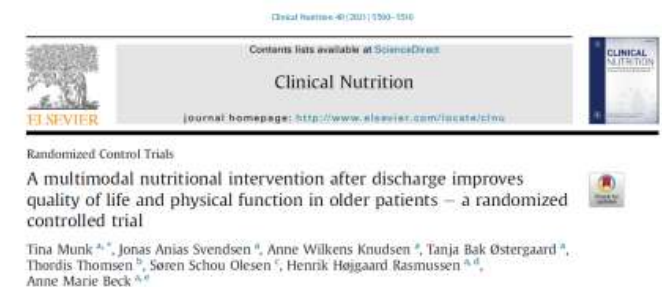 Clinical Nutrition 40 (2021) 5500–5510
Contents lists available at ScienceDirect
Clinical Nutrition
journal homepage: http://www.elsevier.com/locate/clnu
ELSEVIER
CLINICAL
NUTRITION
Randomized Control Trials
A multimodal nutritional intervention after discharge improves
quality of life and physical function in older patients – a randomized
controlled trial
Check for
updates
Tina Munk a, *, Jonas Anias Svendsen a, Anne Wilkens Knudsen a, Tanja Bak Østergaard a,
Thordis Thomsen b, Søren Schou Olesen c, Henrik Højgaard Rasmussen a, d,
Anne Marie Beck a, e